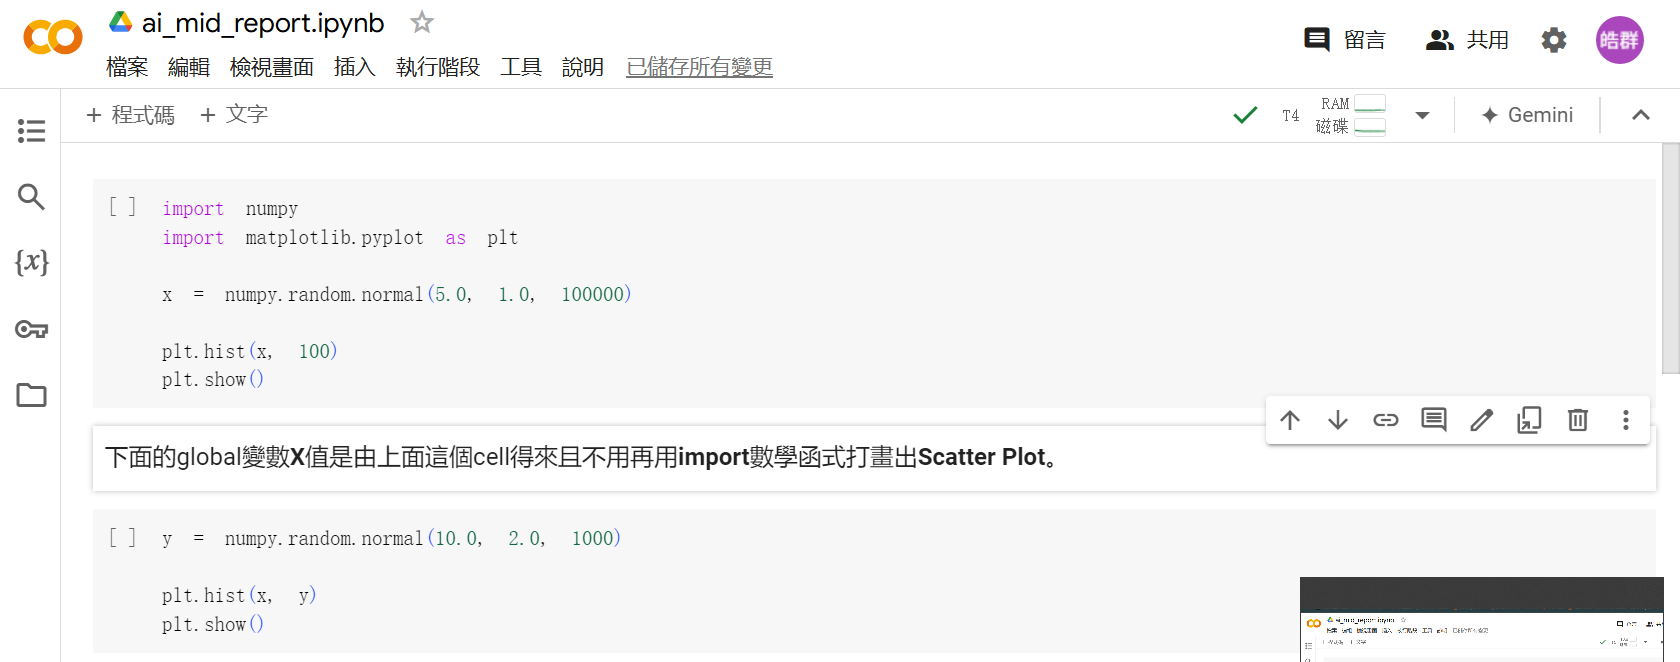 ai_mid_report.ipynb
檔案 編輯 檢視畫面 插入 執行階段 工具 說明 已儲存所有變更
留言 共用 皓群
+ 程式碼 + 文字
T4 RAM 磁碟 Gemini
[ ] import numpy
import matplotlib.pyplot as plt
x = numpy.random.normal(5.0, 1.0, 100000)
plt.hist(x, 100)
plt.show()
下面的global變數X值是由上面這個cell得來且不用再用import數學函式打畫出Scatter Plot。
[ ] y = numpy.random.normal(10.0, 2.0, 1000)
plt.hist(x, y)
plt.show()
ai_mid_report.ipynb